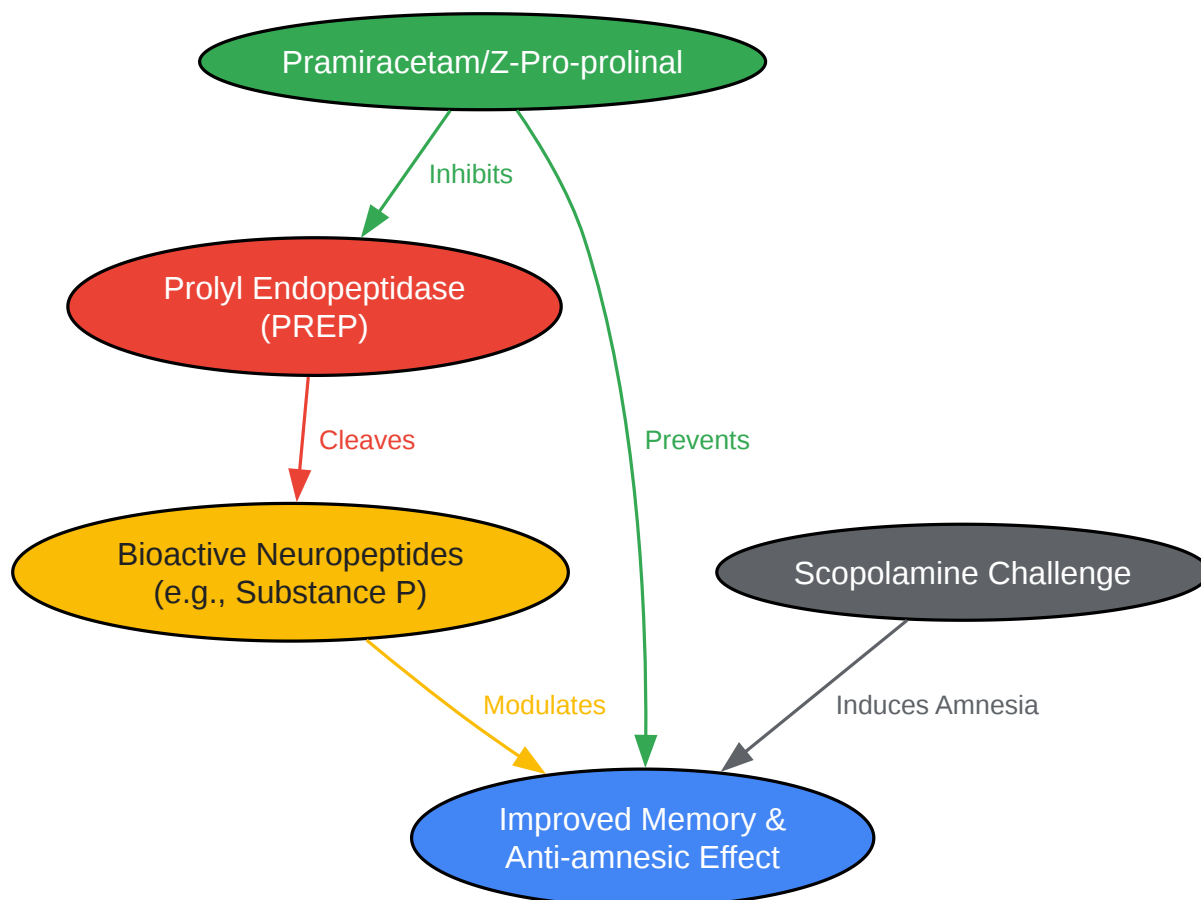 Pramiracetam/Z-Pro-prolinal
Inhibits
Prolyl Endopeptidase
(PREP)
Cleaves
Prevents
Bioactive Neuropeptides
(e.g., Substance P)
Scopolamine Challenge
Modulates
Induces Amnesia
Improved Memory &
Anti-amnesic Effect